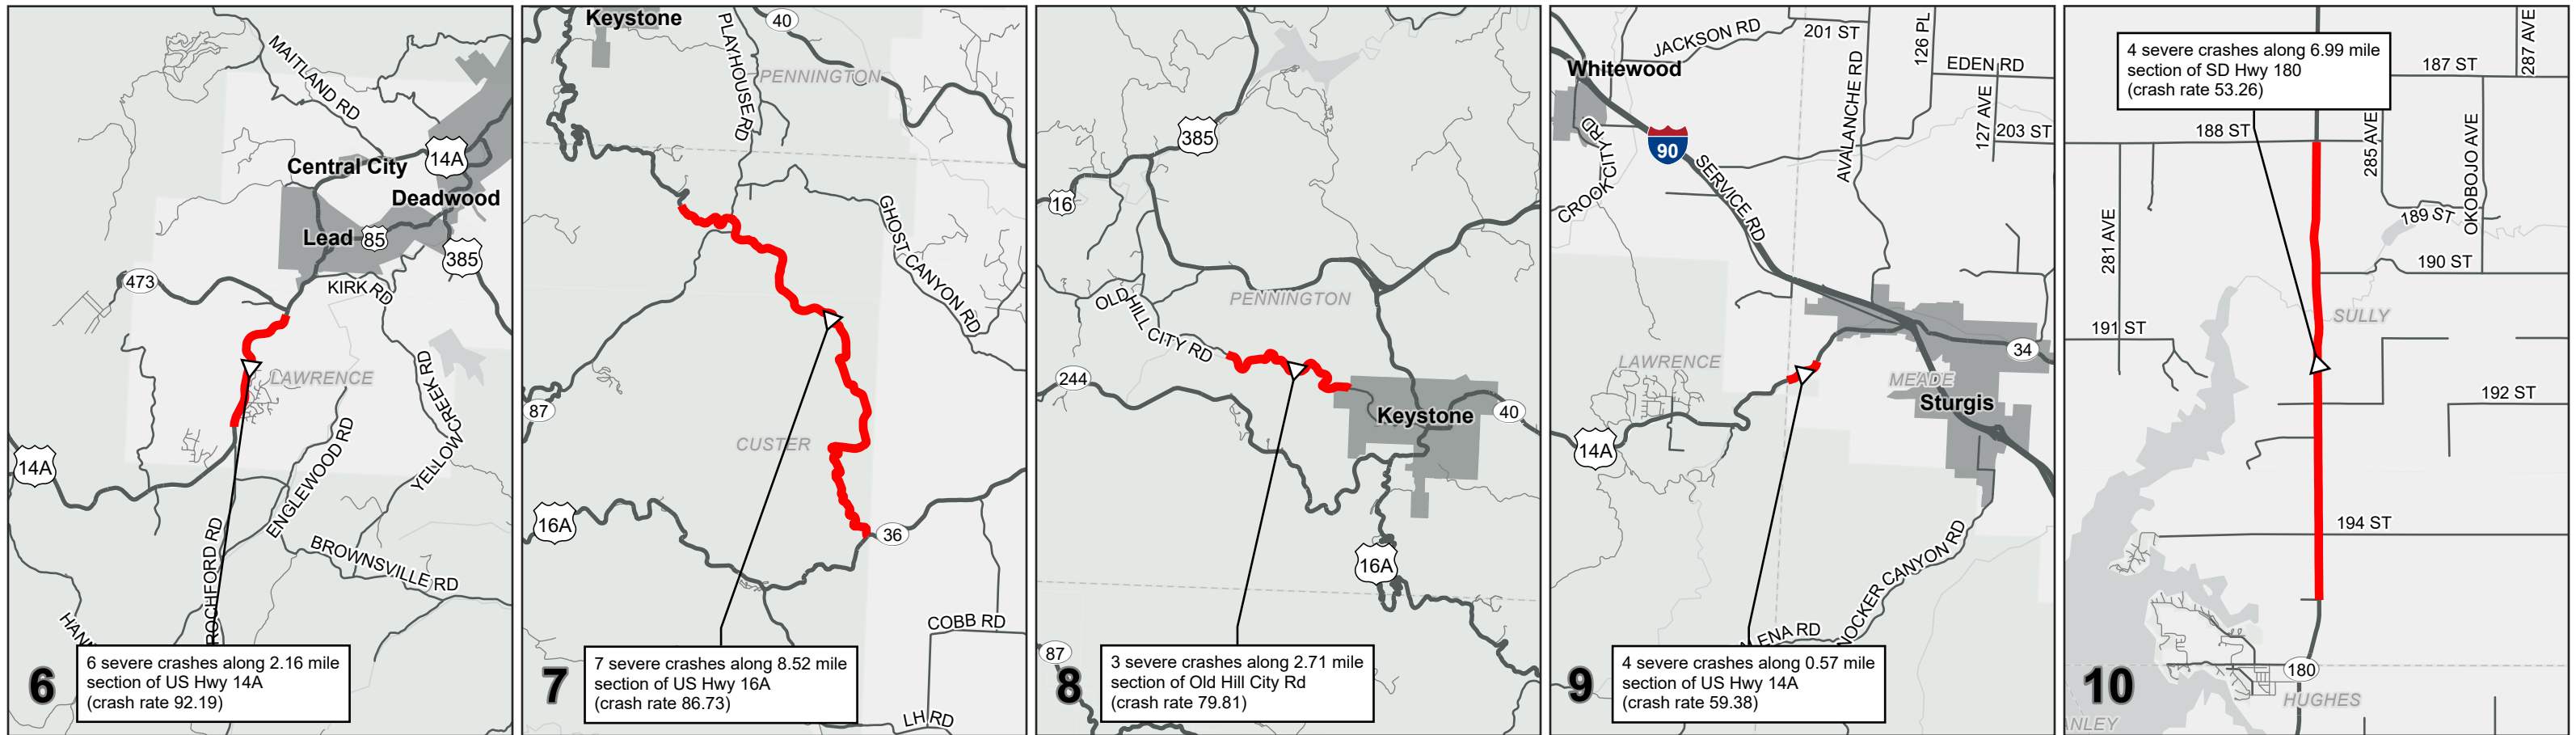 MAITLAND RD
Central City
14A
Deadwood
Lead
85
385
473
KIRK RD
LAWRENCE
YELLOW CREEK RD
14A
ENGLEWOOD RD
ROCHFORD RD
BROWNSVILLE RD
6 severe crashes along 2.16 mile
section of US Hwy 14A
(crash rate 92.19)
6
Keystone
PLAYHOUSE RD
40
PENNINGTON
GHOST CANYON RD
87
CUSTER
16A
36
COBB RD
LH RD
7 severe crashes along 8.52 mile
section of US Hwy 16A
(crash rate 86.73)
7
385
16
OLD HILL CITY RD
PENNINGTON
244
Keystone
40
16A
87
3 severe crashes along 2.71 mile
section of Old Hill City Rd
(crash rate 79.81)
8
JACKSON RD
201 ST
126 PL
Whitewood
EDEN RD
AVALANCHE RD
127 AVE
203 ST
CROOK CITY RD
90
SERVICE RD
34
LAWRENCE
MEADE
Sturgis
14A
4 severe crashes along 0.57 mile
section of US Hwy 14A
(crash rate 59.38)
9
4 severe crashes along 6.99 mile
section of SD Hwy 180
(crash rate 53.26)
287 AVE
187 ST
188 ST
285 AVE
OKOBOJO AVE
189 ST
281 AVE
190 ST
SULLY
191 ST
192 ST
194 ST
180
HUGHES
10